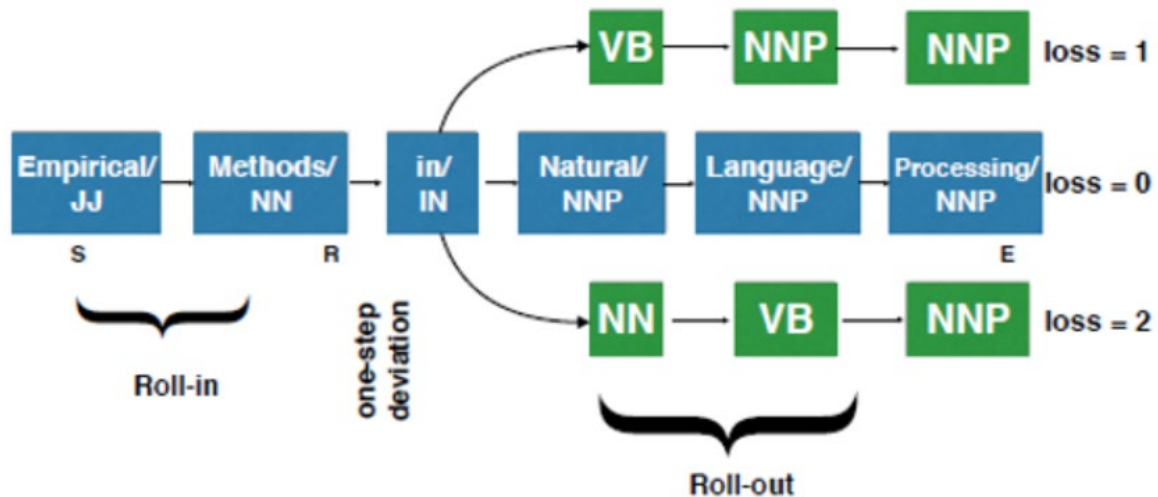 VB NNP NNP loss = 1
Empirical/ Methods/ in/ Natural/ Language/ Processing/ loss = 0
JJ NN IN NNP NNP NNP
S R E
NN VB NNP loss = 2
one-step
deviation
Roll-in
Roll-out